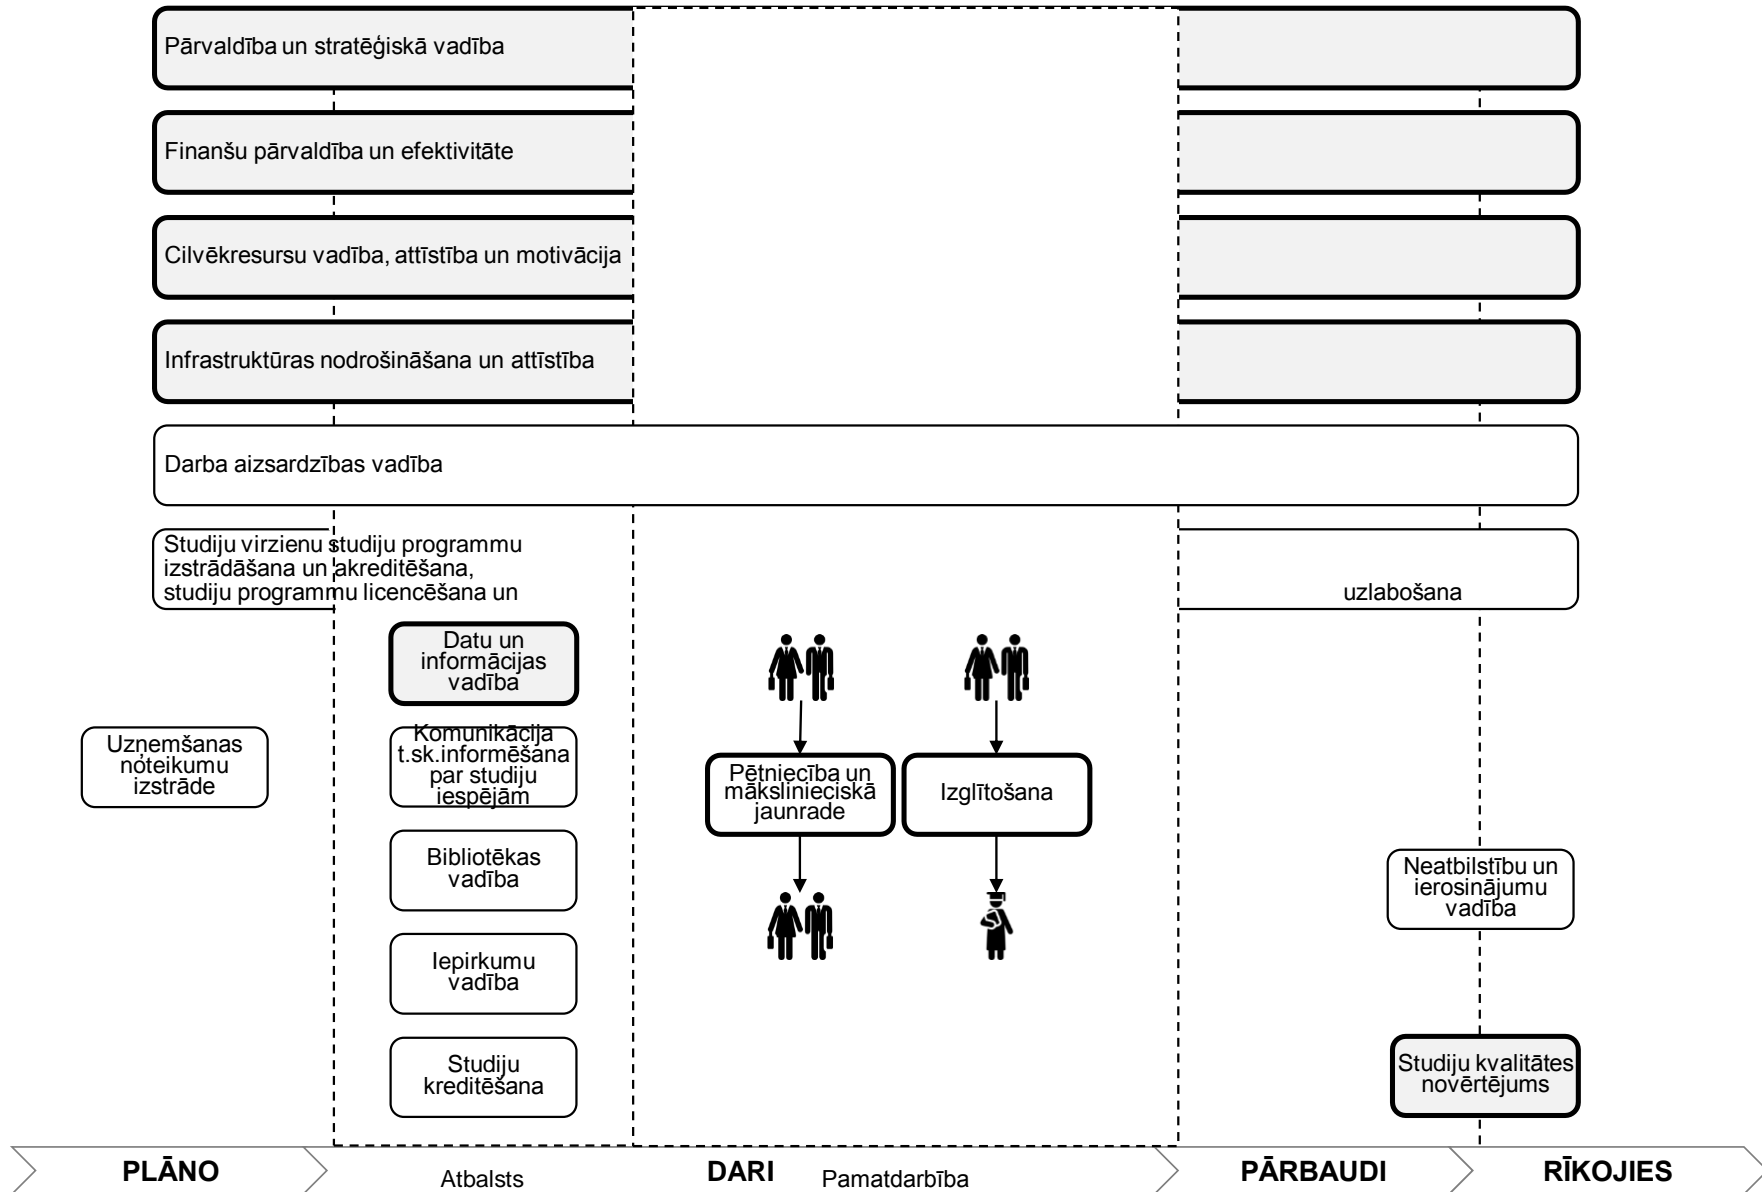 Pārvaldība un stratēģiskā vadība
Finanšu pārvaldība un efektivitāte
Cilvēkresursu vadība, attīstība un motivācija
Infrastruktūras nodrošināšana un attīstība
Darba aizsardzības vadība
Studiju virzienu studiju programmu
izstrādāšana un akreditēšana,
studiju programmu licencēšana un
uzlabošana
Datu un
informācijas
vadība
Uzņemšanas
noteikumu
izstrāde
Komunikācija
t.sk.informēšana
par studiju
iespējām
Pētniecība un
mākslinieciskā
jaunrade
Izglītošana
Bibliotēkas
vadība
Neatbilstību un
ierosinājumu
vadība
Iepirkumu
vadība
Studiju
kreditēšana
Studiju kvalitātes
novērtējums
PLĀNO
Atbalsts
DARI
Pamatdarbība
PĀRBAUDI
RĪKOJIES